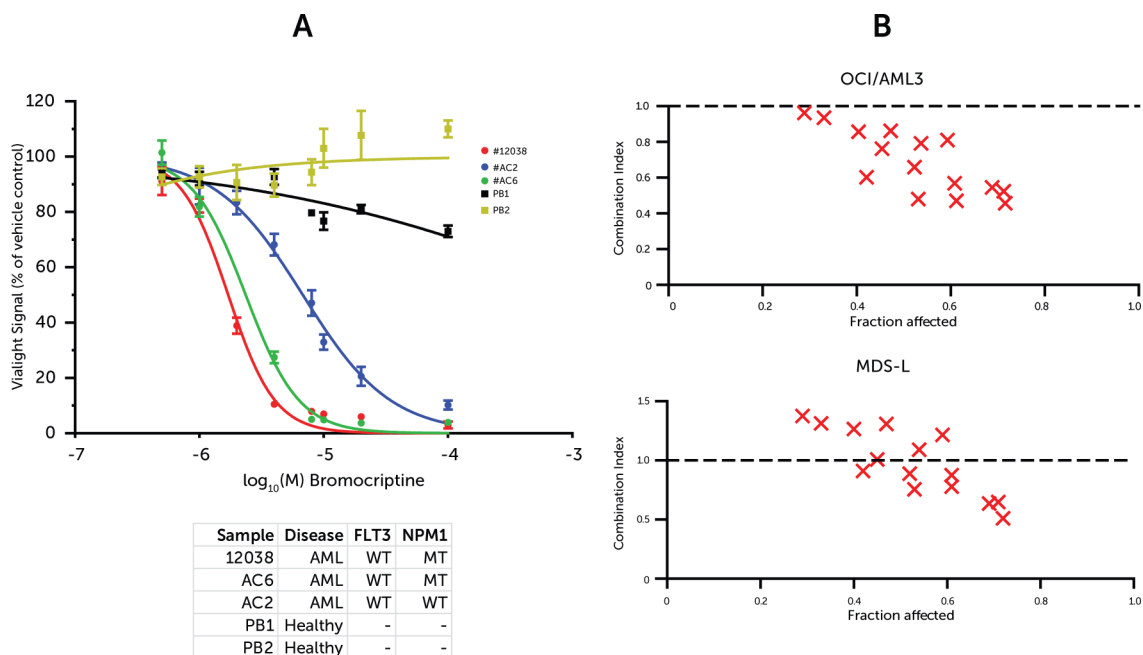 A
Vialight Signal (% of vehicle control)
120
100
80
60
40
20
0
-7
-6
-5
-4
-3
log10(M) Bromocriptine
#12038
#AC2
#AC6
PB1
PB2
Sample Disease FLT3 NPM1
12038 AML WT MT
AC6 AML WT MT
AC2 AML WT WT
PB1 Healthy - -
PB2 Healthy - -
B
OCI/AML3
Combination Index
1.0
0.8
0.6
0.4
0.2
0
0
0.2
0.4
0.6
0.8
1.0
Fraction affected
MDS-L
Combination Index
1.5
1.0
0.5
0
0
0.2
0.4
0.6
0.8
1.0
Fraction affected